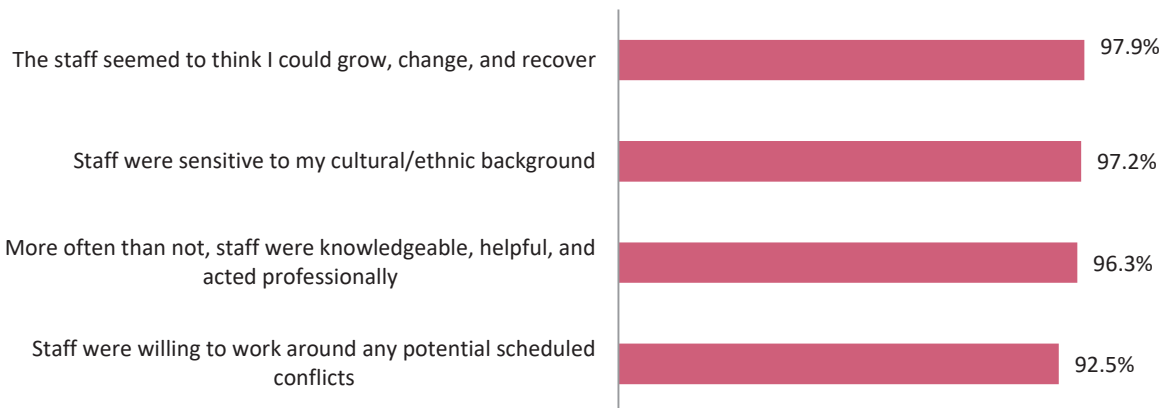 The staff seemed to think I could grow, change, and recover
97.9%
Staff were sensitive to my cultural/ethnic background
97.2%
More often than not, staff were knowledgeable, helpful, and
acted professionally
96.3%
Staff were willing to work around any potential scheduled
conflicts
92.5%